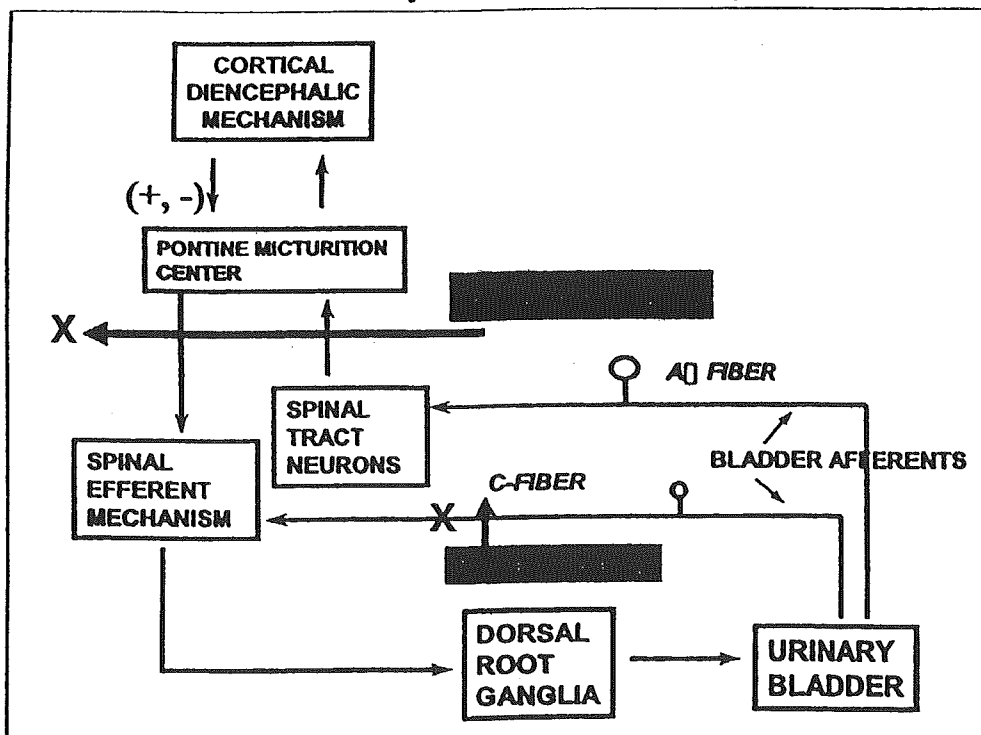 CORTICAL
DIENCEPHALIC
MECHANISM
(+, -)
PONTINE MICTURITION
CENTER
X
A▯ FIBER
SPINAL
TRACT
NEURONS
BLADDER AFFERENTS
SPINAL
EFFERENT
MECHANISM
C-FIBER
X
DORSAL
ROOT
GANGLIA
URINARY
BLADDER